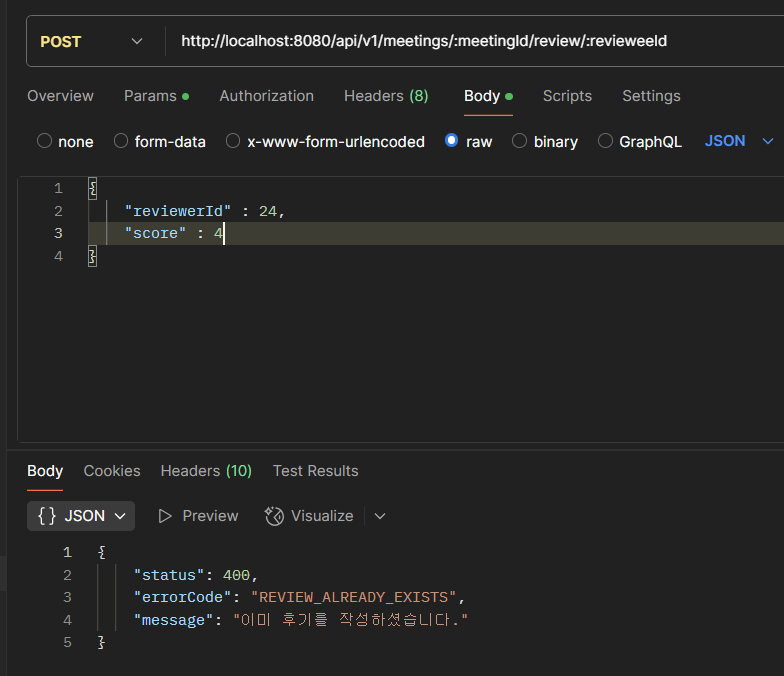 POST http://localhost:8080/api/v1/meetings/:meetingId/review/:revieweeId
Overview Params Authorization Headers (8) Body Scripts Settings
none form-data x-www-form-urlencoded raw binary GraphQL JSON
1 {
2 "reviewerId" : 24,
3 "score" : 4
4 }
Body Cookies Headers (10) Test Results
{} JSON Preview Visualize
1 {
2 "status": 400,
3 "errorCode": "REVIEW_ALREADY_EXISTS",
4 "message": "이미 후기를 작성하셨습니다."
5 }